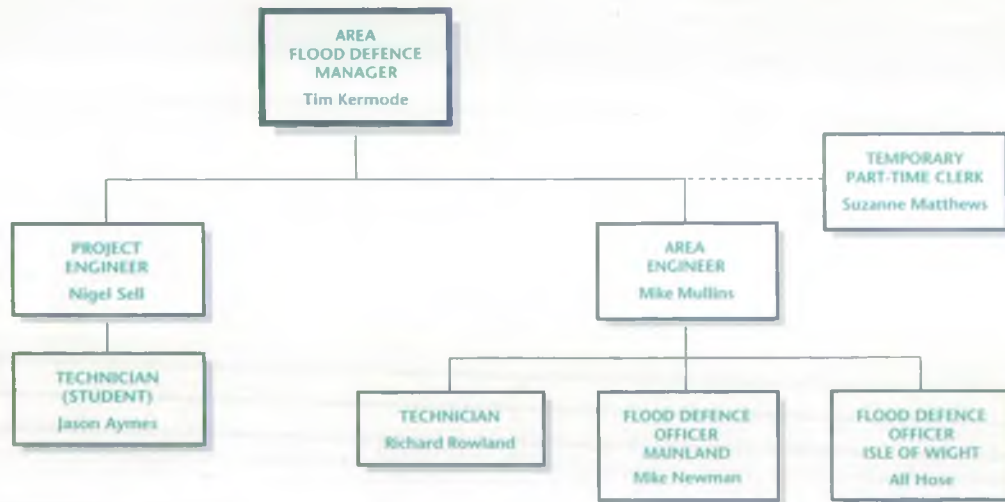 AREA
FLOOD DEFENCE
MANAGER
Tim Kermode
TEMPORARY
PART-TIME CLERK
Suzanne Matthews
PROJECT
ENGINEER
Nigel Sell
AREA
ENGINEER
Mike Mullins
TECHNICIAN
(STUDENT)
Jason Aymes
TECHNICIAN
Richard Rowland
FLOOD DEFENCE
OFFICER
MAINLAND
Mike Newman
FLOOD DEFENCE
OFFICER
ISLE OF WIGHT
Hose